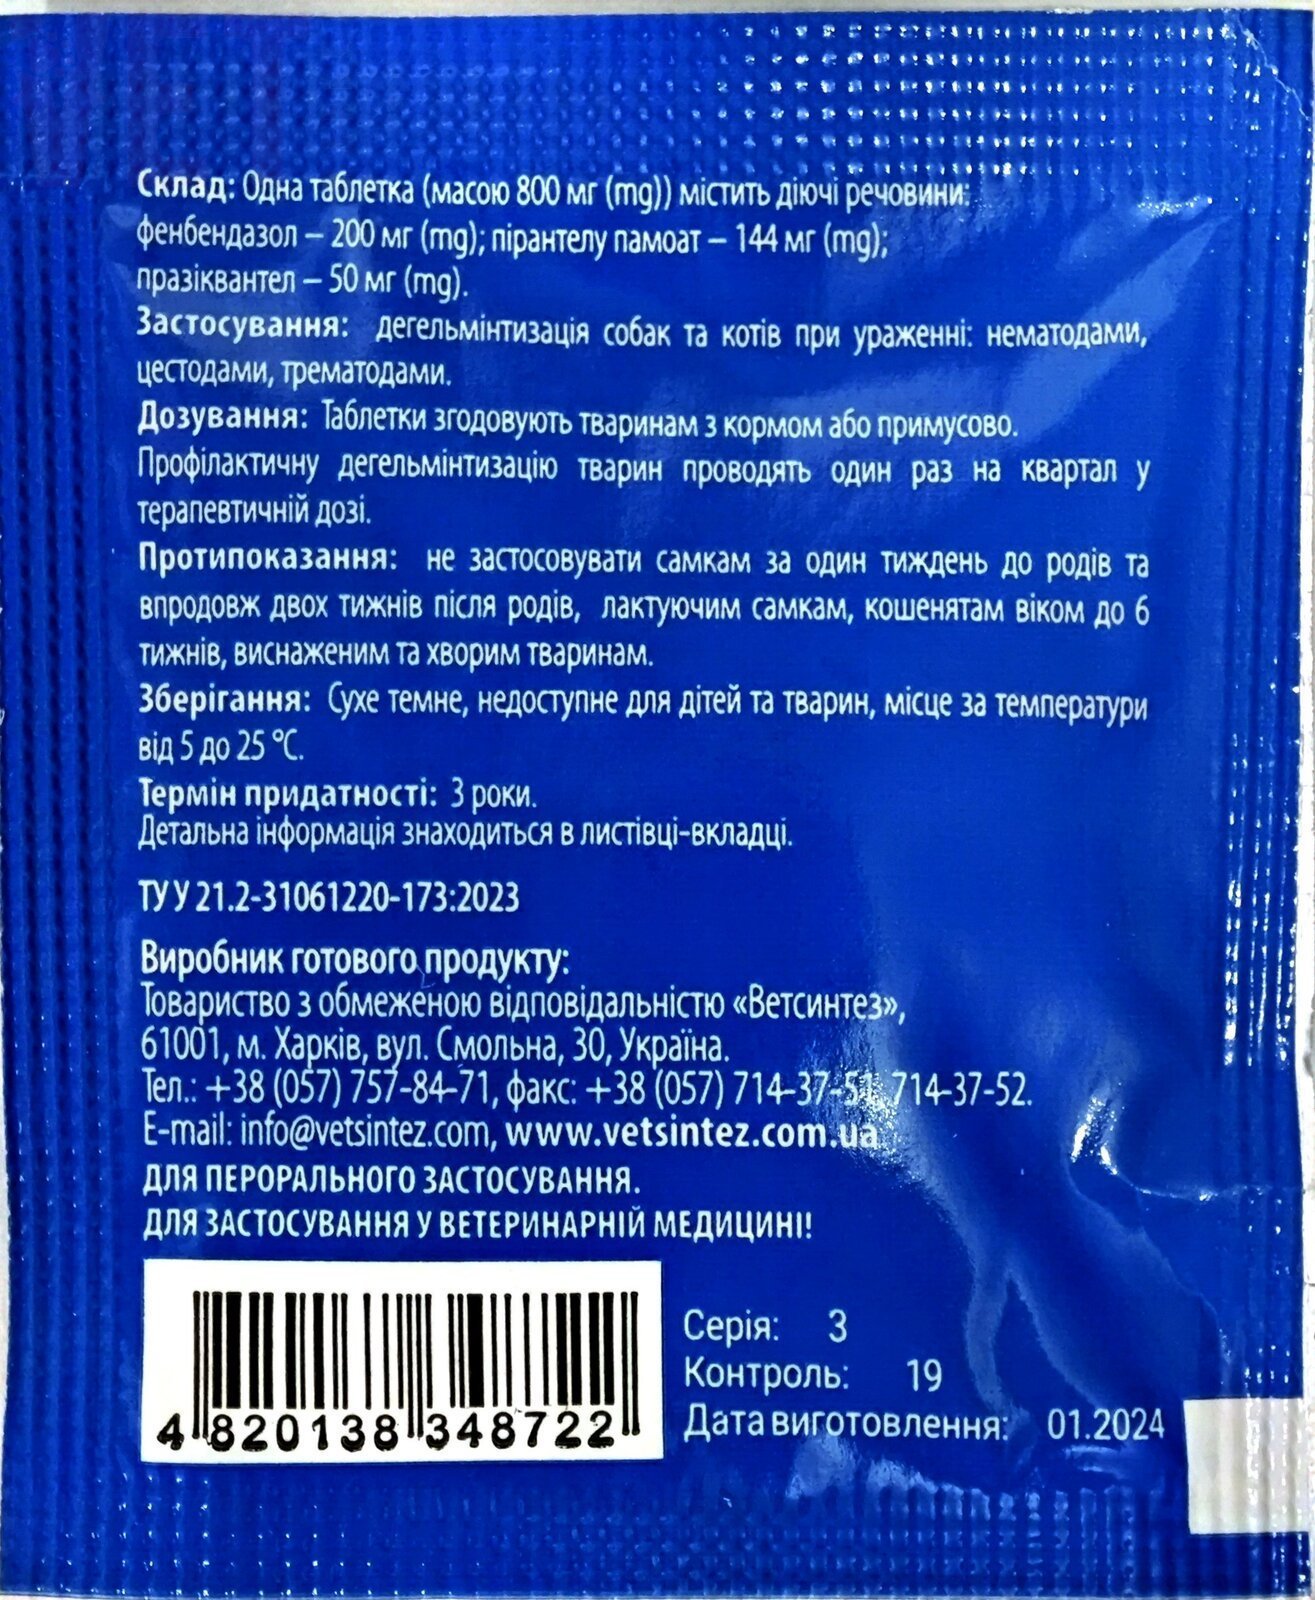 Склад: Одна таблетка (масою 800 мг (mg)) містить діючі речовини:
фенбендазол – 200 мг (mg); пірантелу памоат – 144 мг (mg);
празіквантел – 50 мг (mg).
Застосування: дегельмінтизація собак та котів при ураженні: нематодами,
цестодами, трематодами.
Дозування: Таблетки згодовують тваринам з кормом або примусово.
Профілактичну дегельмінтизацію тварин проводять один раз на квартал у
терапевтичній дозі.
Протипоказання: не застосовувати самкам за один тиждень до родів та
впродовж двох тижнів після родів, лактуючим самкам, кошенятам віком до 6
тижнів, виснаженим та хворим тваринам.
Зберігання: Сухе темне, недоступне для дітей та тварин, місце за температури
від 5 до 25 °С.
Термін придатності: 3 роки.
Детальна інформація знаходиться в листівці-вкладці.
ТУ У 21.2-31061220-173:2023
Виробник готового продукту:
Товариство з обмеженою відповідальністю «Ветсинтез»,
61001, м. Харків, вул. Смольна, 30, Україна.
Тел.: +38 (057) 757-84-71, факс: +38 (057) 714-37-51, 714-37-52.
E-mail: info@vetsintez.com, www.vetsintez.com.ua
ДЛЯ ПЕРОРАЛЬНОГО ЗАСТОСУВАННЯ.
ДЛЯ ЗАСТОСУВАННЯ У ВЕТЕРИНАРНІЙ МЕДИЦИНІ!
Серія: 3
Контроль: 19
Дата виготовлення: 01.2024
4 820138 348722